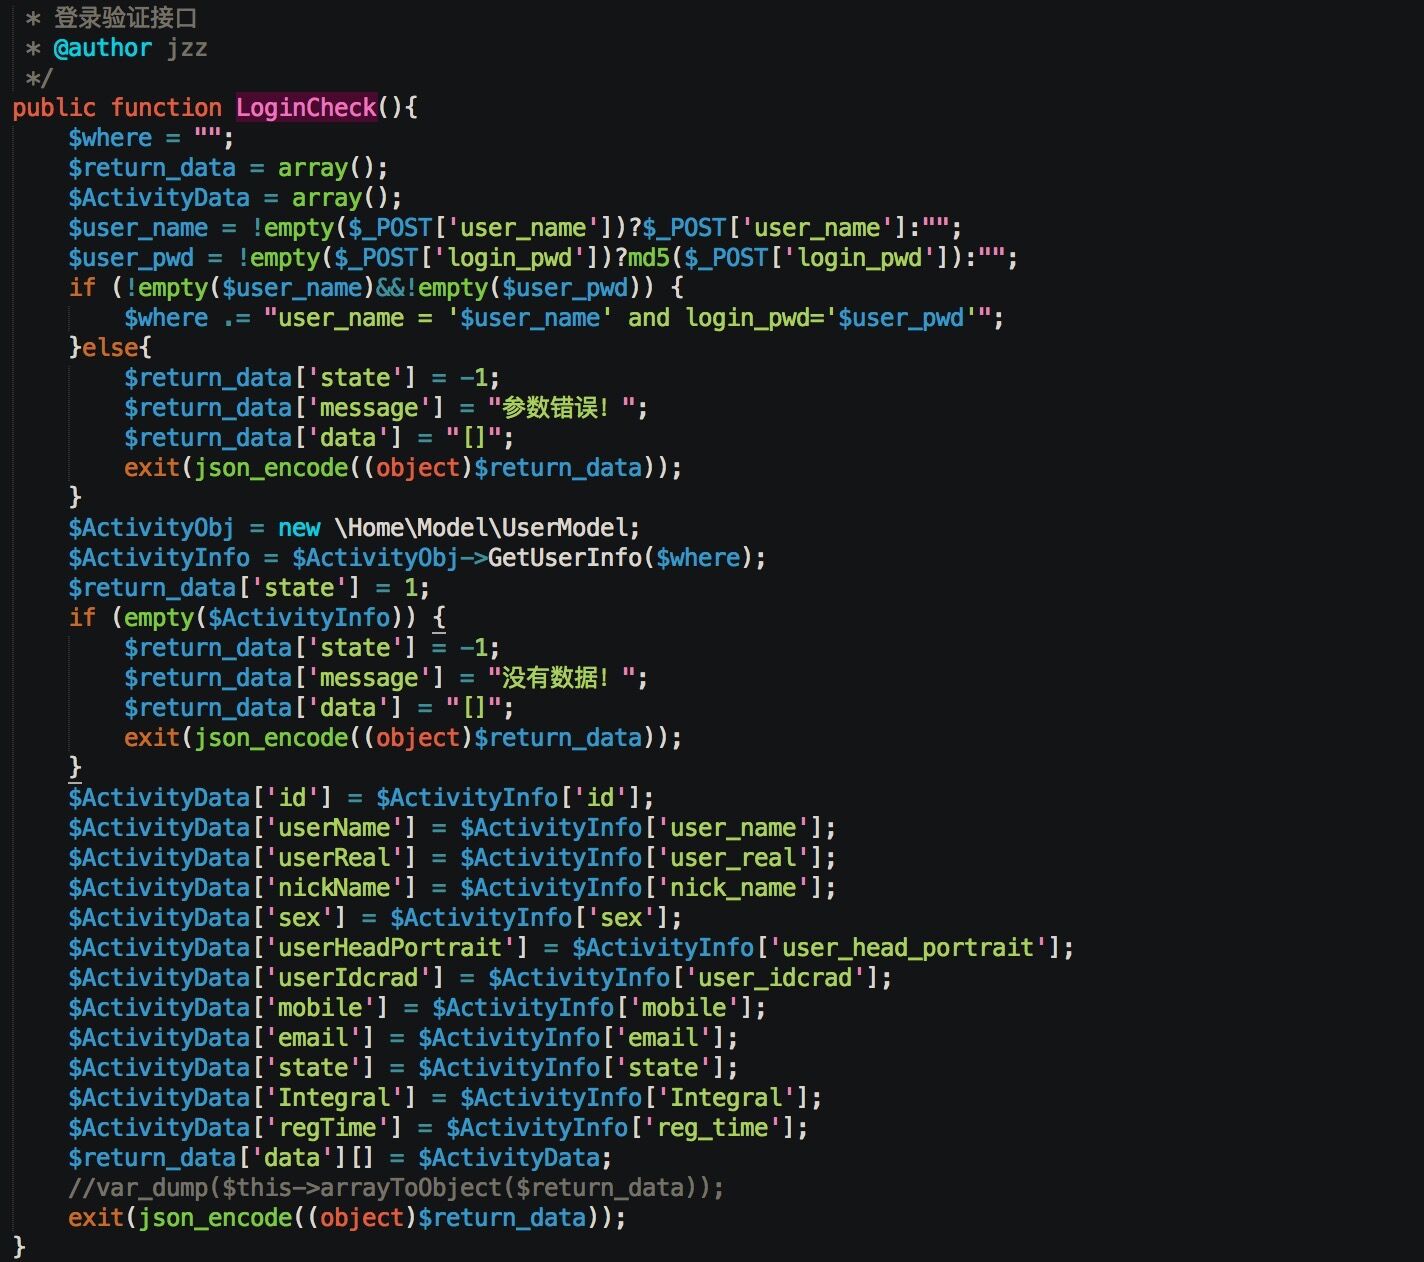 * 登录验证接口
* @author jzz
*/
public function LoginCheck(){
    $where = "";
    $return_data = array();
    $ActivityData = array();
    $user_name = !empty($_POST['user_name'])?$_POST['user_name']:"";
    $user_pwd = !empty($_POST['login_pwd'])?md5($_POST['login_pwd']):"";
    if (!empty($user_name)&&!empty($user_pwd)) {
        $where .= "user_name = '$user_name' and login_pwd='$user_pwd'";
    }else{
        $return_data['state'] = -1;
        $return_data['message'] = "参数错误！";
        $return_data['data'] = "[]";
        exit(json_encode((object)$return_data));
    }
    $ActivityObj = new \Home\Model\UserModel;
    $ActivityInfo = $ActivityObj->GetUserInfo($where);
    $return_data['state'] = 1;
    if (empty($ActivityInfo)) {
        $return_data['state'] = -1;
        $return_data['message'] = "没有数据！";
        $return_data['data'] = "[]";
        exit(json_encode((object)$return_data));
    }
    $ActivityData['id'] = $ActivityInfo['id'];
    $ActivityData['userName'] = $ActivityInfo['user_name'];
    $ActivityData['userReal'] = $ActivityInfo['user_real'];
    $ActivityData['nickName'] = $ActivityInfo['nick_name'];
    $ActivityData['sex'] = $ActivityInfo['sex'];
    $ActivityData['userHeadPortrait'] = $ActivityInfo['user_head_portrait'];
    $ActivityData['userIdcrad'] = $ActivityInfo['user_idcrad'];
    $ActivityData['mobile'] = $ActivityInfo['mobile'];
    $ActivityData['email'] = $ActivityInfo['email'];
    $ActivityData['state'] = $ActivityInfo['state'];
    $ActivityData['Integral'] = $ActivityInfo['Integral'];
    $ActivityData['regTime'] = $ActivityInfo['reg_time'];
    $return_data['data'][] = $ActivityData;
    //var_dump($this->arrayToObject($return_data));
    exit(json_encode((object)$return_data));
}